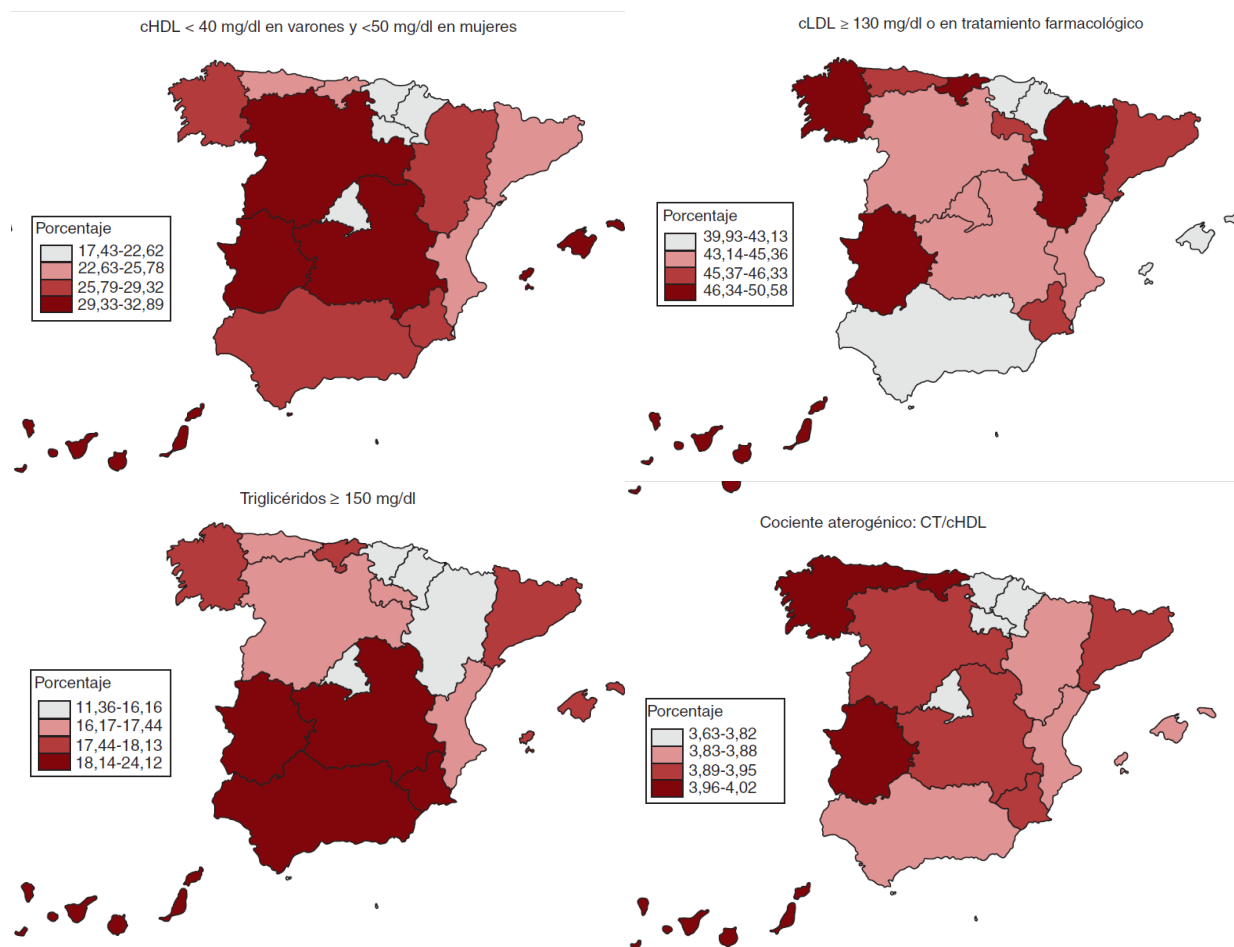 cHDL < 40 mg/dl en varones y <50 mg/dl en mujeres
Porcentaje
17,43-22,62
22,63-25,78
25,79-29,32
29,33-32,89
cLDL ≥ 130 mg/dl o en tratamiento farmacológico
Porcentaje
39,93-43,13
43,14-45,36
45,37-46,33
46,34-50,58
Triglicéridos ≥ 150 mg/dl
Porcentaje
11,36-16,16
16,17-17,44
17,44-18,13
18,14-24,12
Cociente aterogénico: CT/cHDL
Porcentaje
3,63-3,82
3,83-3,88
3,89-3,95
3,96-4,02